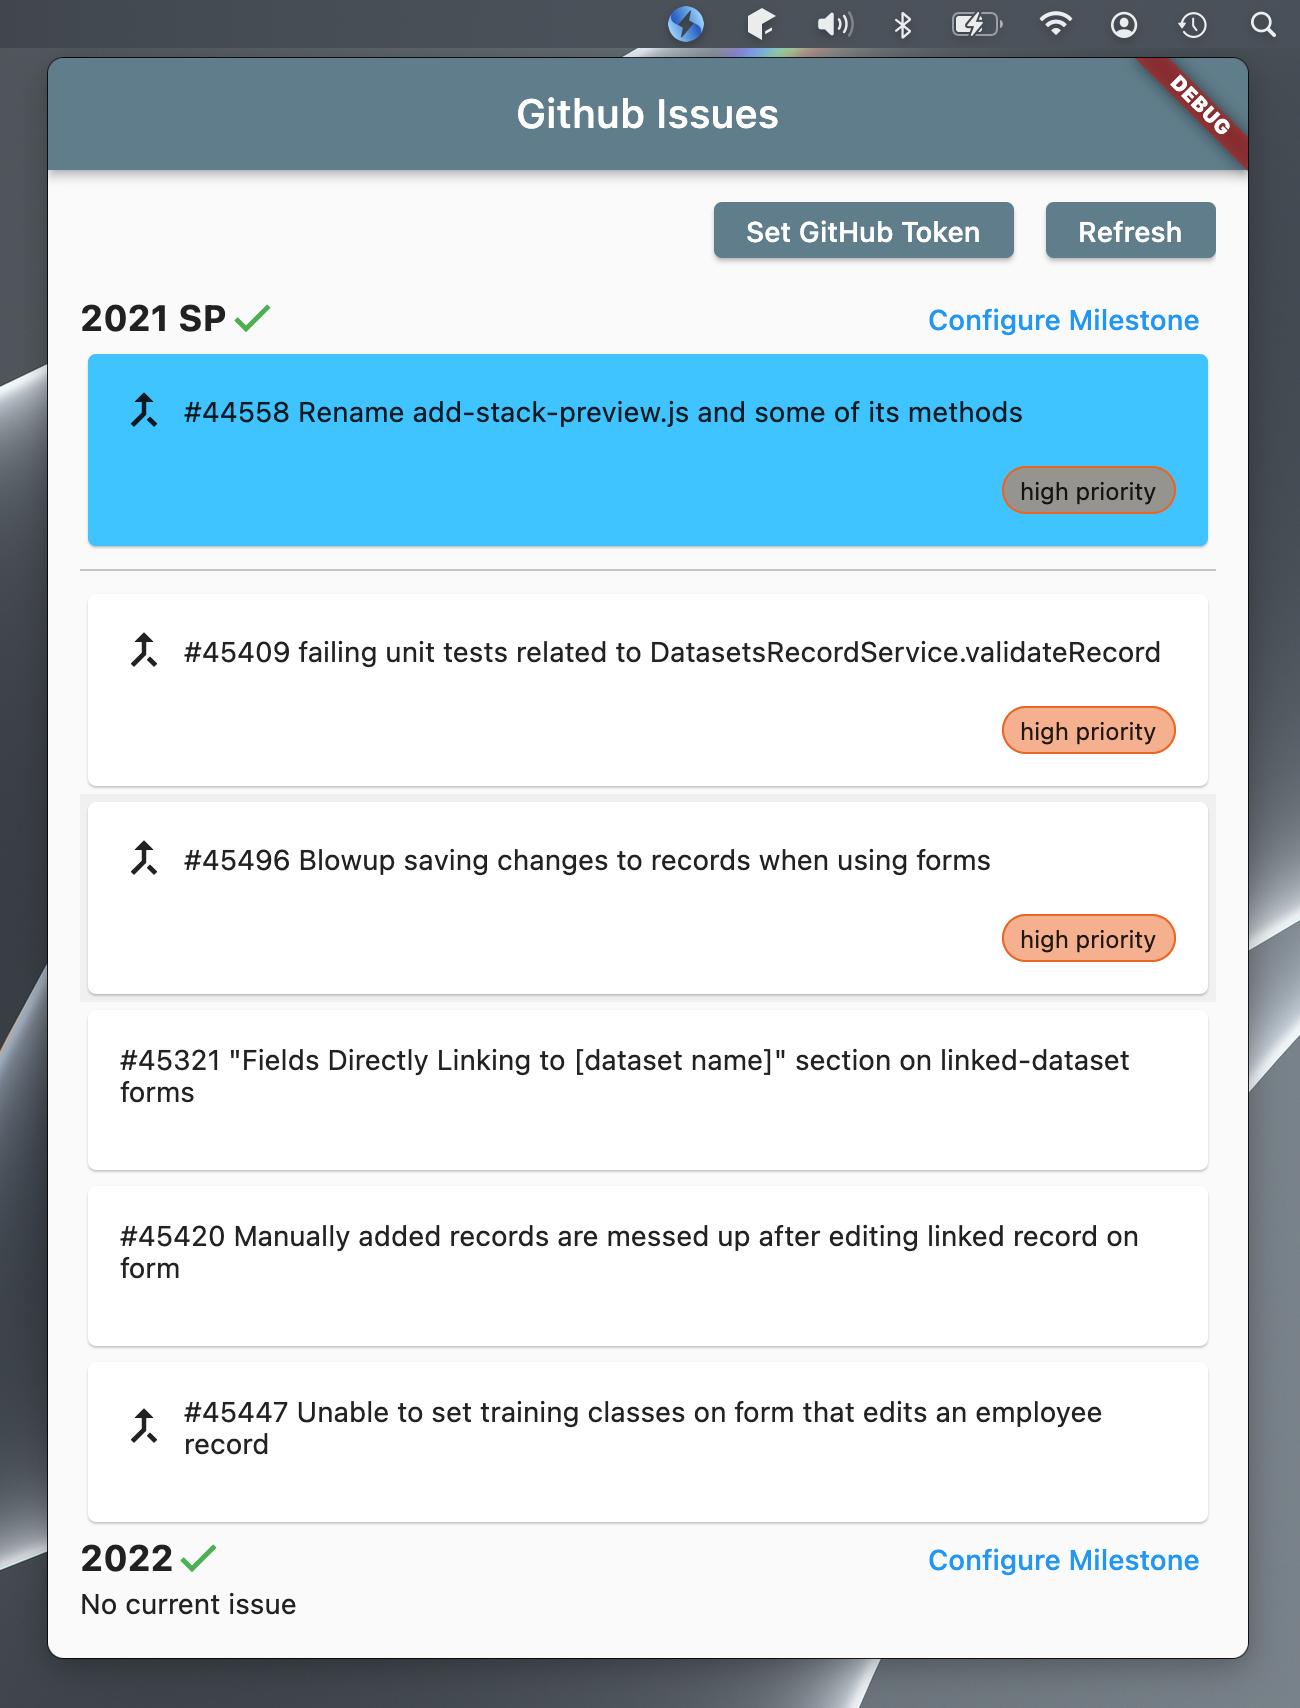 Github Issues
DEBUG
Set GitHub Token
Refresh
2021 SP
Configure Milestone
#44558 Rename add-stack-preview.js and some of its methods
high priority
#45409 failing unit tests related to DatasetsRecordService.validateRecord
high priority
#45496 Blowup saving changes to records when using forms
high priority
#45321 "Fields Directly Linking to [dataset name]" section on linked-dataset
forms
#45420 Manually added records are messed up after editing linked record on
form
#45447 Unable to set training classes on form that edits an employee
record
2022
Configure Milestone
No current issue